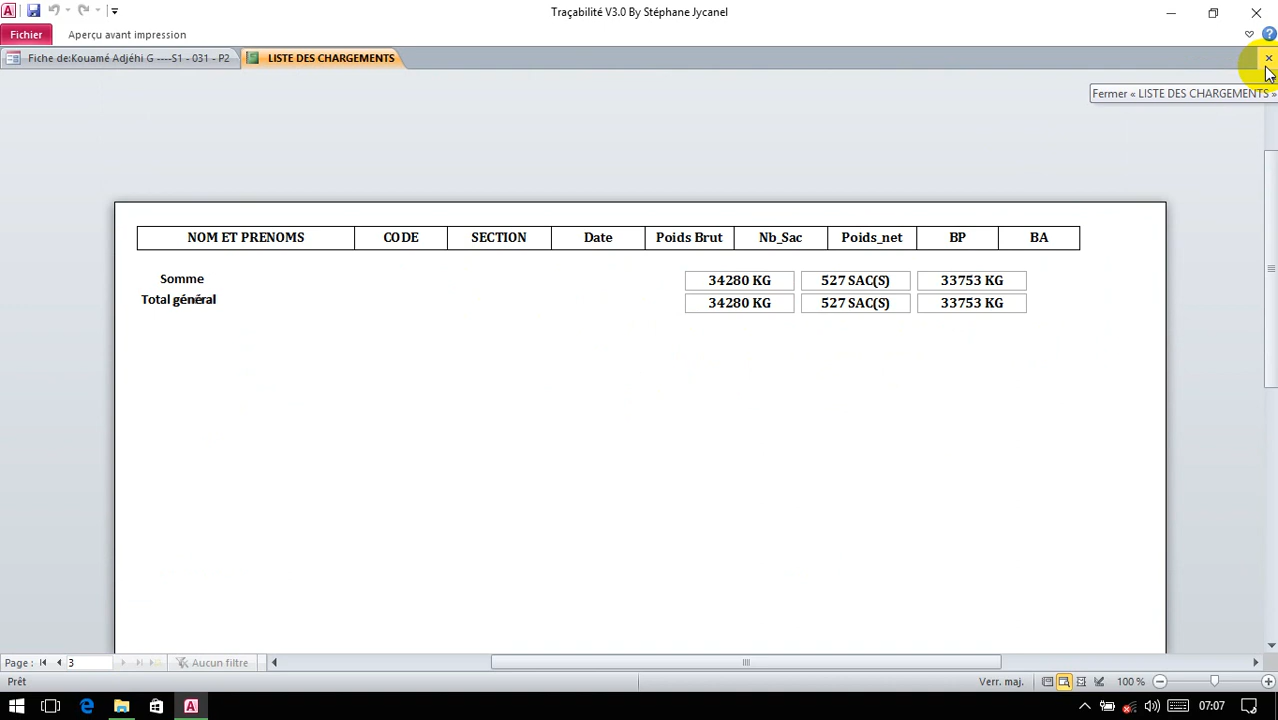 Traçabilité V3.0 By Stéphane Jycanel
Fichier
Aperçu avant impression
Fiche de:Kouamé Adjéhi G ----S1 - 031 - P2
LISTE DES CHARGEMENTS
Fermer « LISTE DES CHARGEMENTS »
NOM ET PRENOMS CODE SECTION Date Poids Brut Nb_Sac Poids_net BP BA
Somme 34280 KG 527 SAC(S) 33753 KG
Total général 34280 KG 527 SAC(S) 33753 KG
Page : 3 Aucun filtre
Prêt Verr. maj. 100 %
07:07